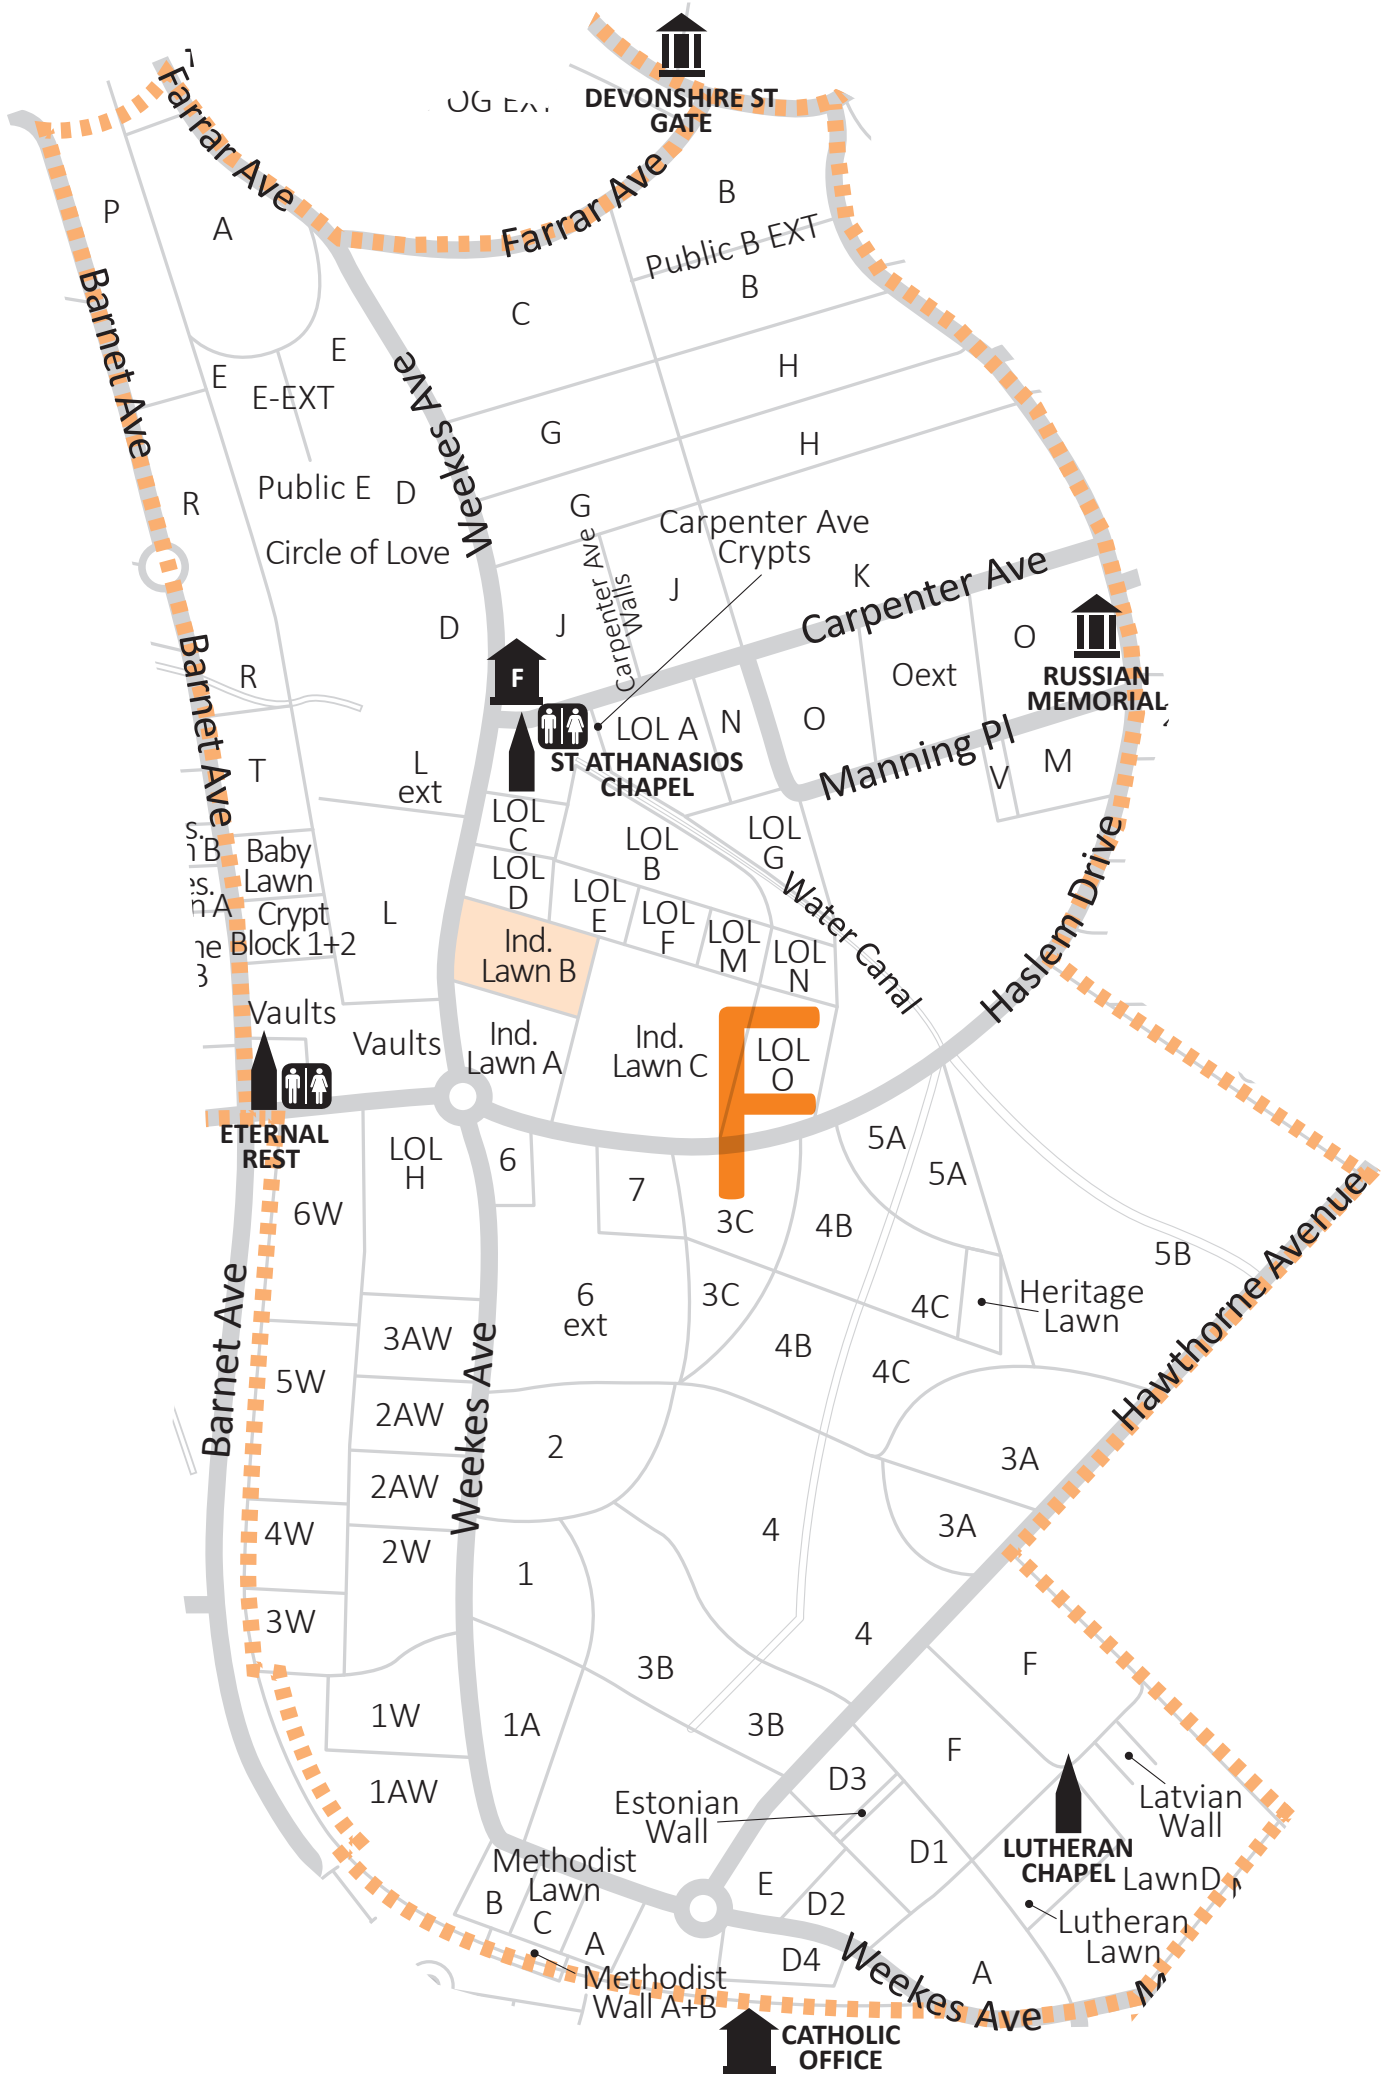 DEVONSHIRE ST
GATE
Farrar Ave
Farrar Ave
B
P
A
Public B EXT
B
C
Barnet Ave
E
E
E-EXT
Weekes Ave
H
G
H
Public E
D
R
G
Carpenter Ave
Crypts
Circle of Love
Carpenter Ave
Walls
J
K
Carpenter Ave
D
J
O
Oext
F
RUSSIAN
MEMORIAL
Barnet Ave
R
LOL A
N
O
ST ATHANASIOS
CHAPEL
Manning Pl
V
M
T
L
ext
LOL
C
LOL
B
LOL
G
Baby
Lawn
LOL
D
LOL
E
LOL
F
LOL
M
LOL
N
Water Canal
Haslem Drive
Crypt
Block 1+2
L
Ind.
Lawn B
Vaults
Vaults
Ind.
Lawn A
Ind.
Lawn C
F
LOL
O
ETERNAL
REST
LOL
H
6
7
5A
5A
6W
3C
4B
5B
Barnet Ave
6
ext
3C
4C
Heritage
Lawn
Hawthorne Avenue
3AW
Weekes Ave
4B
4C
5W
2AW
2
3A
2AW
4W
2W
4
3A
1
3W
4
3B
F
1W
1A
3B
F
1AW
D3
Estonian
Wall
Latvian
Wall
D1
LUTHERAN
CHAPEL
LawnD
Methodist
Lawn
B
C
A
E
D2
Lutheran
Lawn
D4
Weekes Ave
A
Methodist
Wall A+B
CATHOLIC
OFFICE